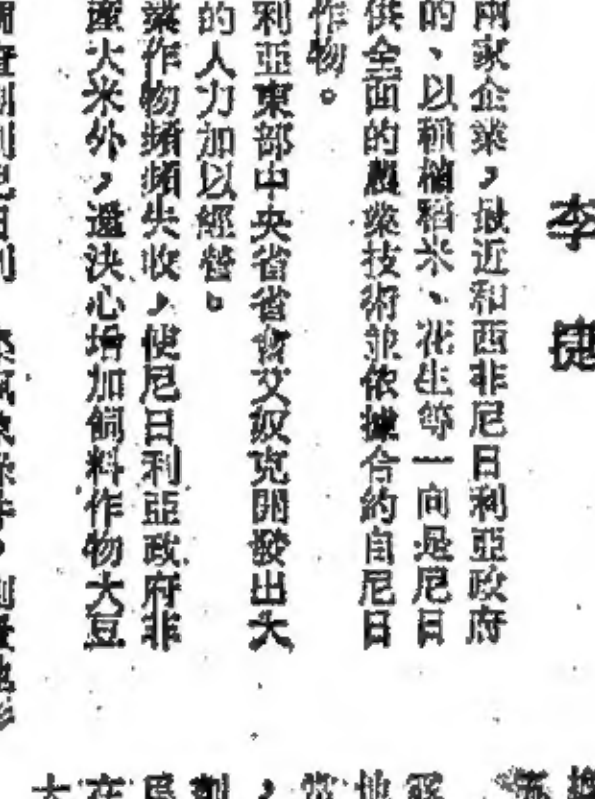 李捷
兩家企業，最近和西非尼日利亞政府
的、以種植稻米、花生等一向是尼日
供全面的農業技術並依據合約自尼日
作物。
利亞東部中央省省會艾奴克開發出大
的人力加以經營。
業作物頻頻失收，使尼日利亞政府非
產大米外，還決心增加飼料作物大豆